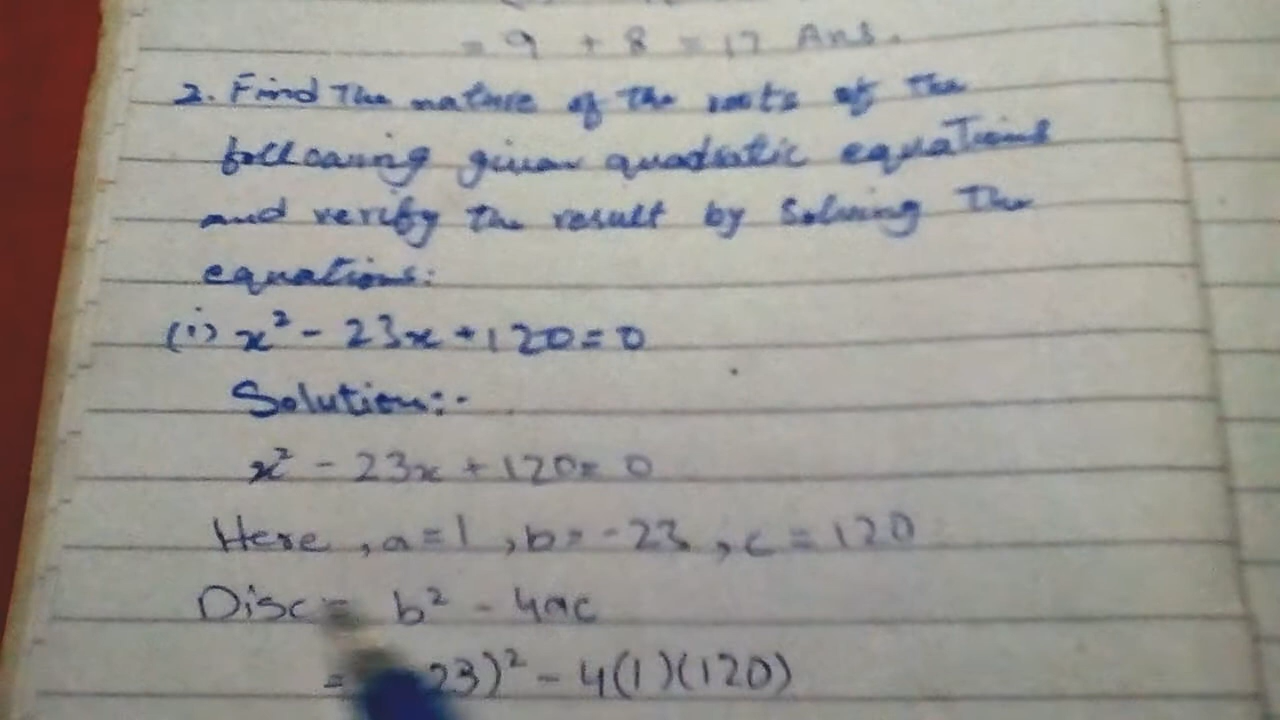 = 9 + 8 = 17 Ans.
2. Find The nature of the roots of the
following given quadratic equations
and verify the result by Solving The
equations:
(i) x² - 23x + 120 = 0
Solution:-
x² - 23x + 120 = 0
Here, a=1, b= -23, c = 120
Disc = b² - 4ac
= 23)² - 4(1)(120)